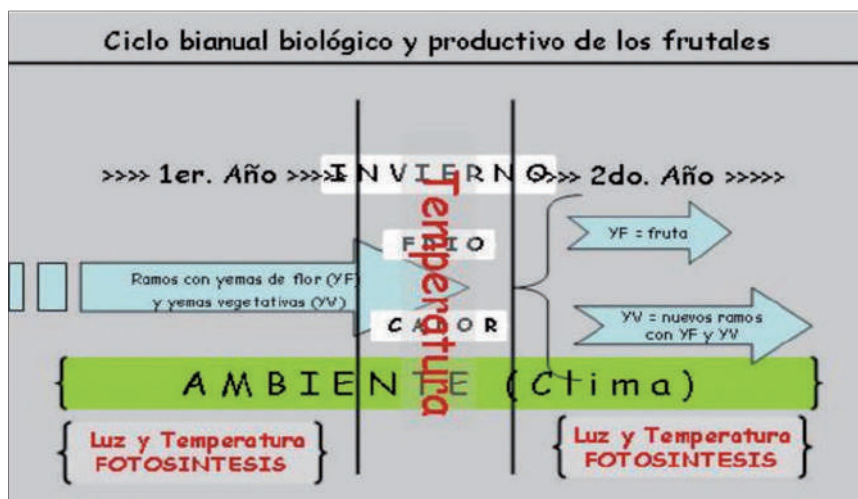 Ciclo bianual biológico y productivo de los frutales
>>>> 1er. Año >>>>>
INVIERNO
>>>> 2do. Año >>>>>
Temperatura
FRIO
CALOR
Ramos con yemas de flor (YF)
y yemas vegetativas (YV)
YF = fruta
YV = nuevos ramos
con YF y YV
{ AMBIENTE (Clima) }
{ Luz y Temperatura }
FOTOSINTESIS
{ Luz y Temperatura }
FOTOSINTESIS